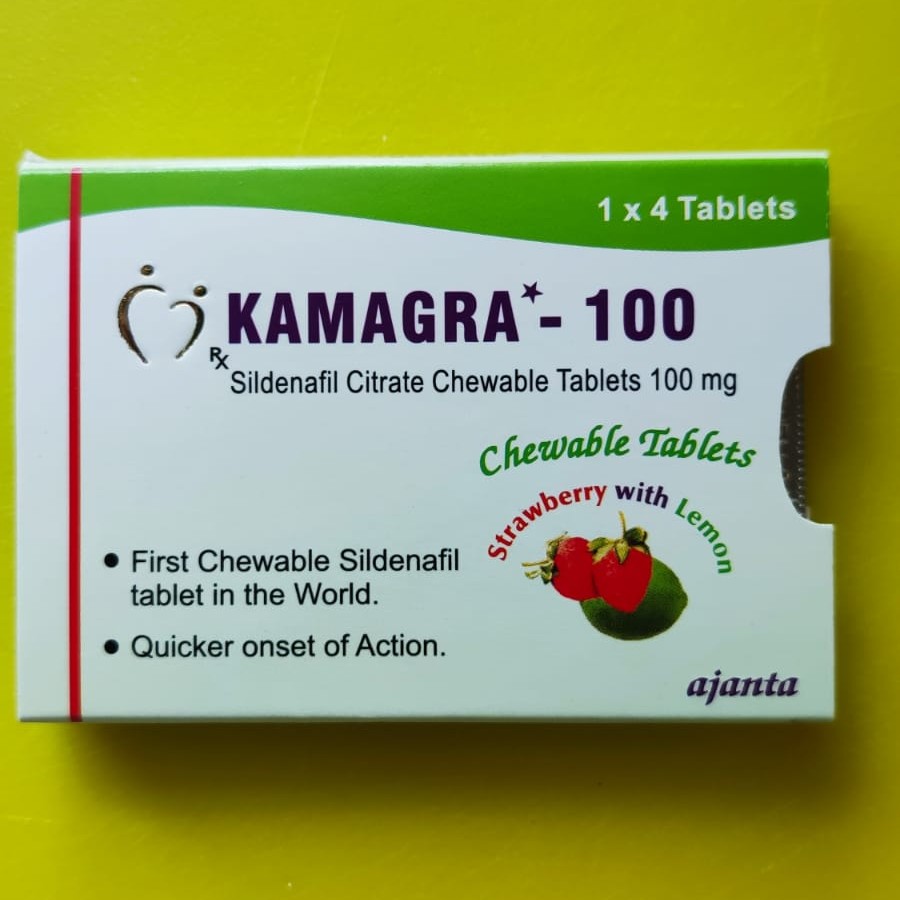 1 x 4 Tablets
KAMAGRA* - 100
Rx
Sildenafil Citrate Chewable Tablets 100 mg
Chewable Tablets
Strawberry with Lemon
• First Chewable Sildenafil
tablet in the World.
• Quicker onset of Action.
ajanta